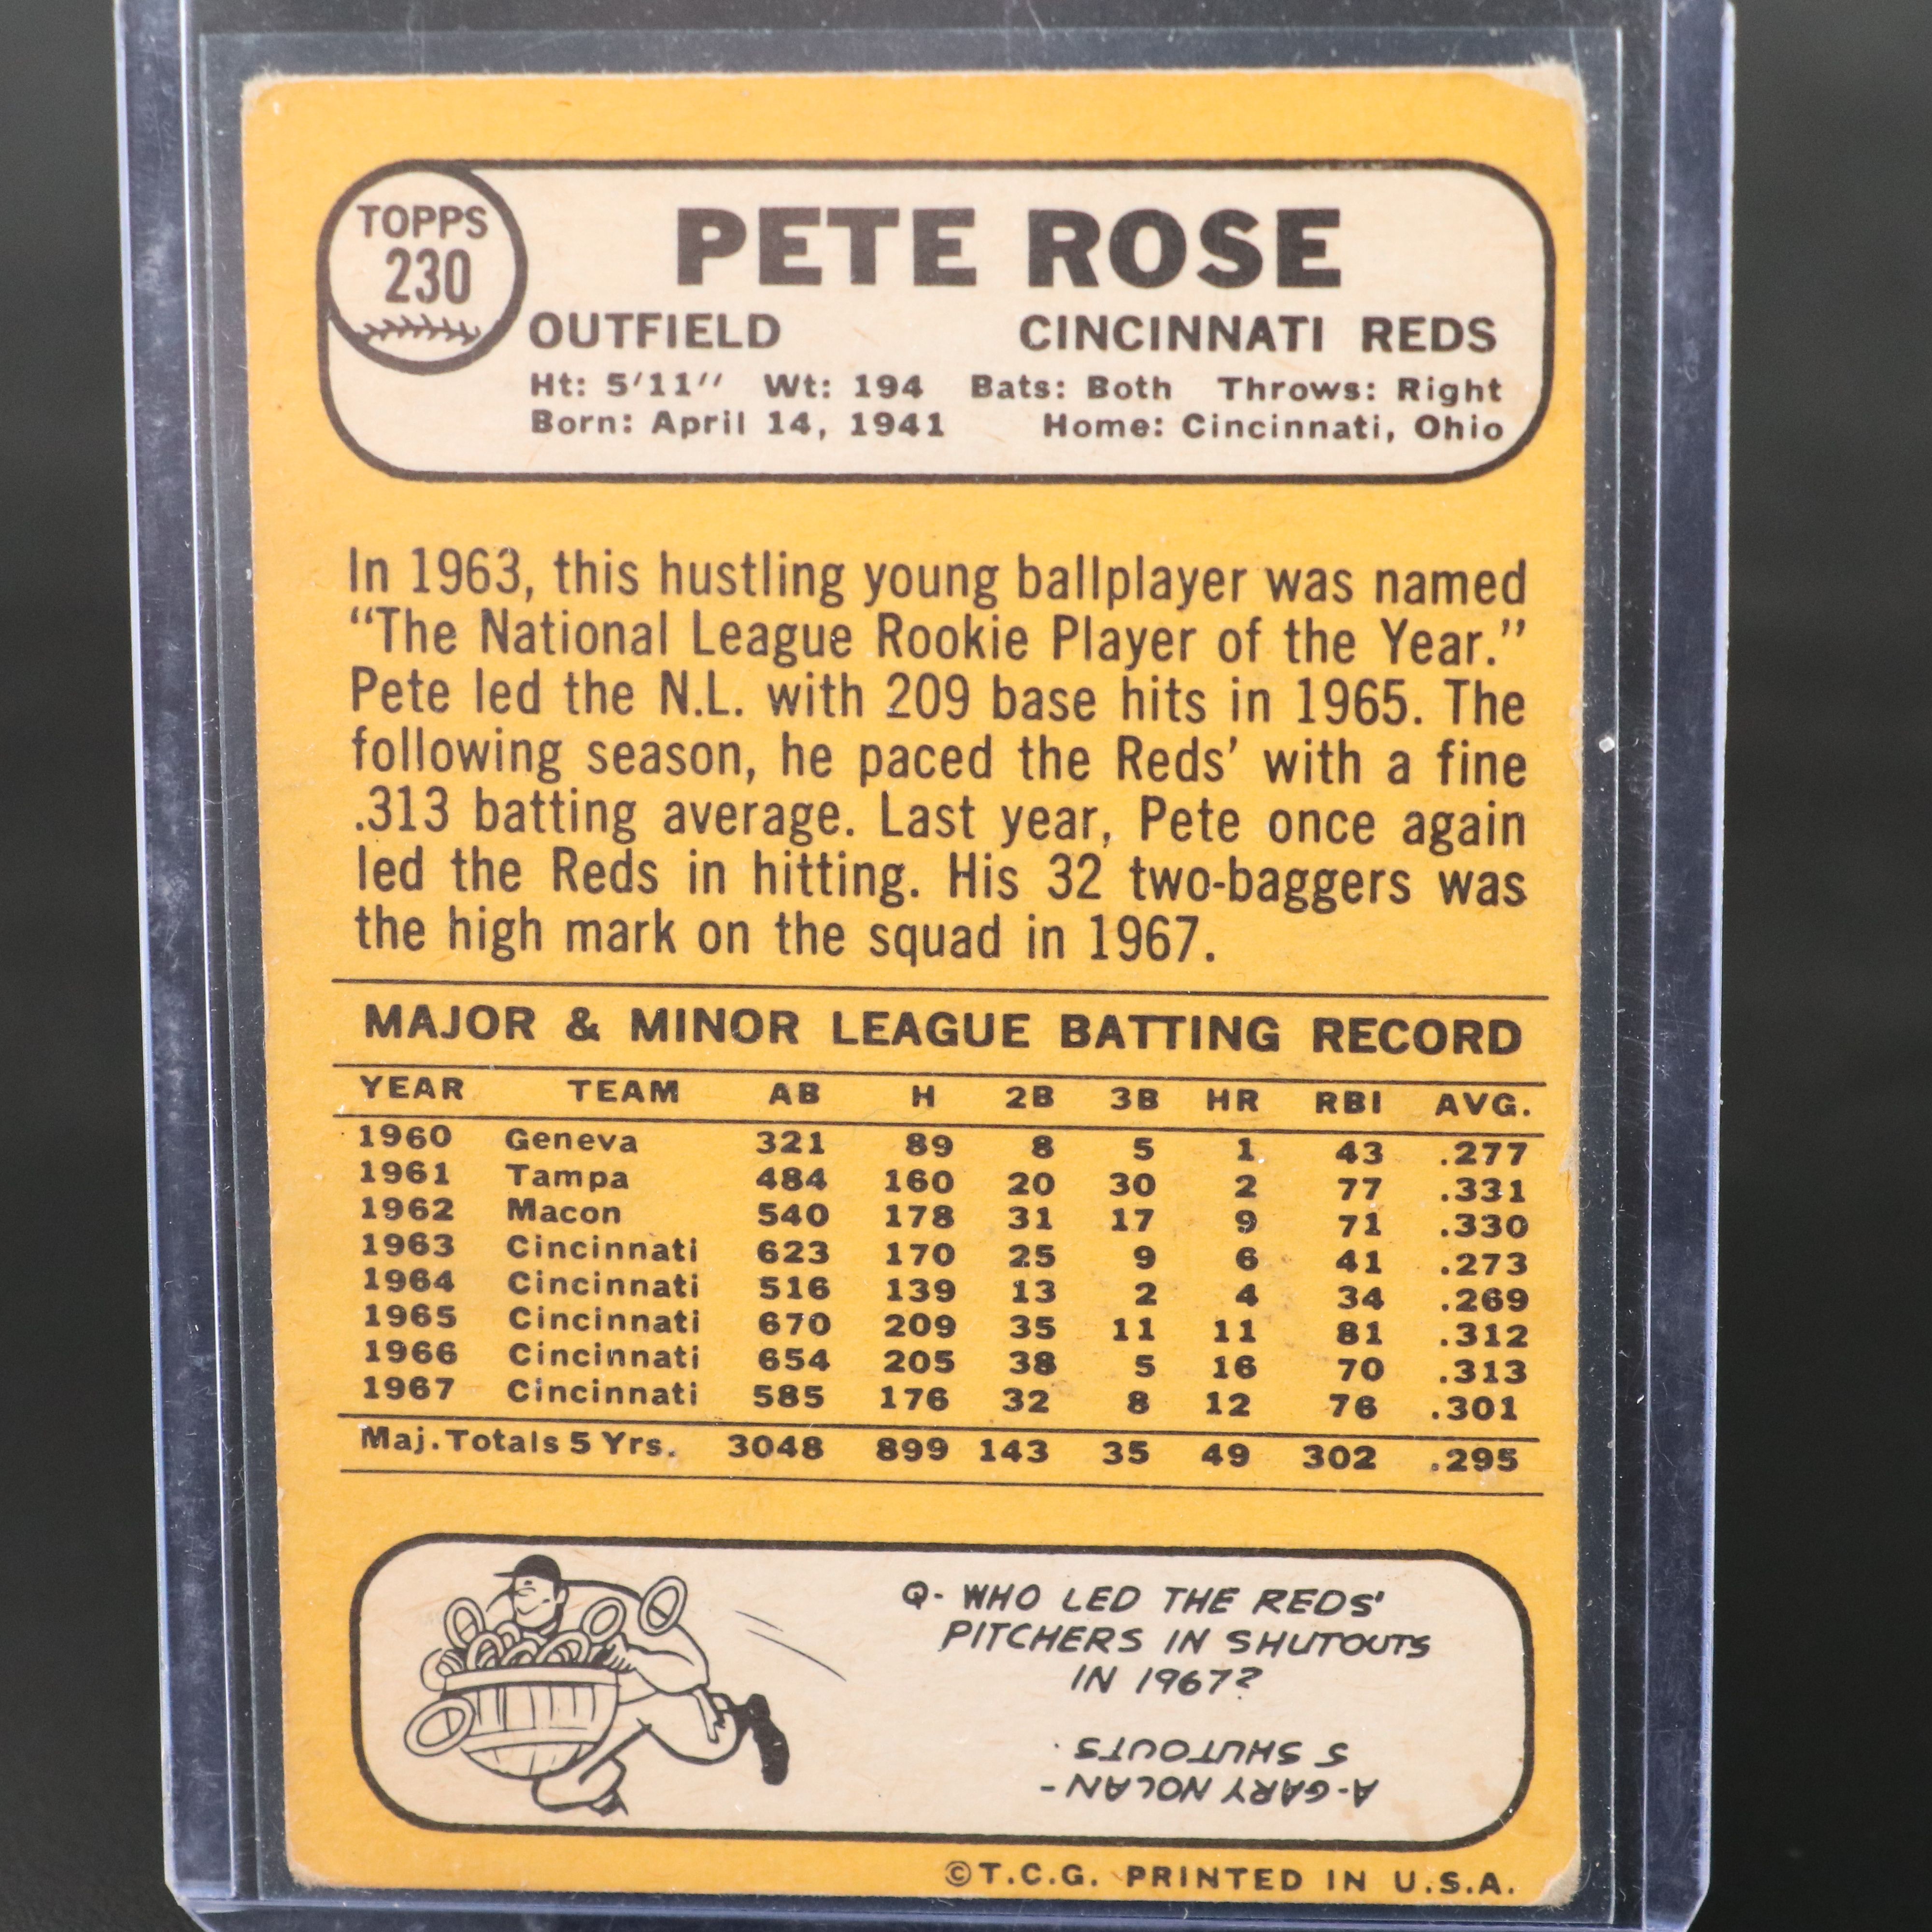 TOPPS
230
PETE ROSE
OUTFIELD CINCINNATI REDS
Ht: 5'11" Wt: 194 Bats: Both Throws: Right
Born: April 14, 1941 Home: Cincinnati, Ohio
In 1963, this hustling young ballplayer was named
“The National League Rookie Player of the Year.”
Pete led the N.L. with 209 base hits in 1965. The
following season, he paced the Reds’ with a fine
.313 batting average. Last year, Pete once again
led the Reds in hitting. His 32 two-baggers was
the high mark on the squad in 1967.
MAJOR & MINOR LEAGUE BATTING RECORD
YEAR TEAM AB H 2B 3B HR RBI AVG.
1960 Geneva 321 89 8 5 1 43 .277
1961 Tampa 484 160 20 30 2 77 .331
1962 Macon 540 178 31 17 9 71 .330
1963 Cincinnati 623 170 25 9 6 41 .273
1964 Cincinnati 516 139 13 2 4 34 .269
1965 Cincinnati 670 209 35 11 11 81 .312
1966 Cincinnati 654 205 38 5 16 70 .313
1967 Cincinnati 585 176 32 8 12 76 .301
Maj. Totals 5 Yrs. 3048 899 143 35 49 302 .295
Q- WHO LED THE REDS'
PITCHERS IN SHUTOUTS
IN 1967?
A-GARY NOLAN-
5 SHUTOUTS.
©T.C.G. PRINTED IN U.S.A.